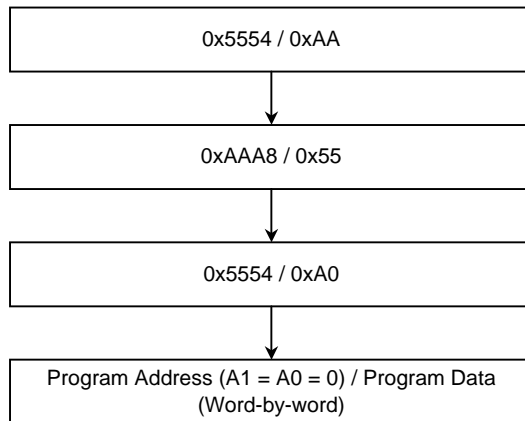 0x5554 / 0xAA
0xAAA8 / 0x55
0x5554 / 0xA0
Program Address (A1 = A0 = 0) / Program Data
(Word-by-word)